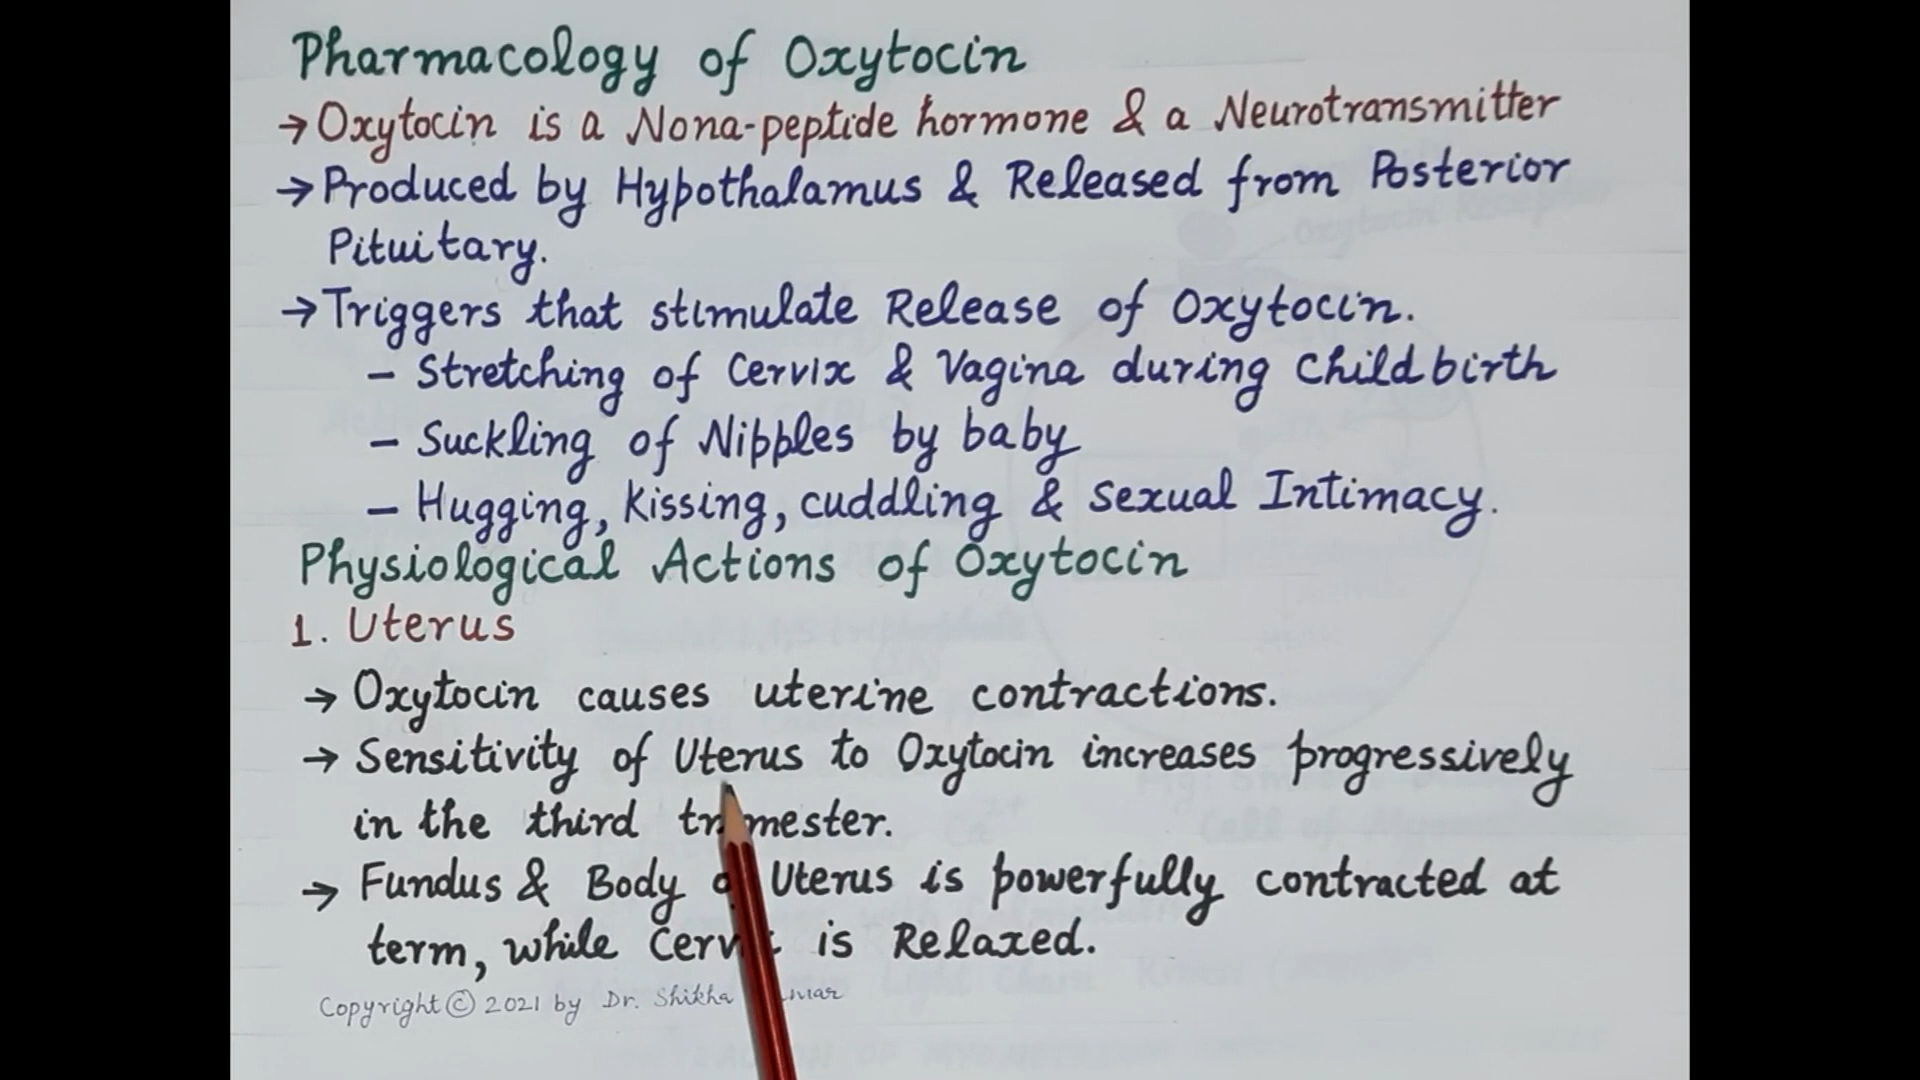 Pharmacology of Oxytocin
→ Oxytocin is a Nona-peptide hormone & a Neurotransmitter
→ Produced by Hypothalamus & Released from Posterior
Pituitary.
→ Triggers that stimulate Release of Oxytocin.
– Stretching of Cervix & Vagina during Childbirth
– Suckling of Nipples by baby
– Hugging, Kissing, cuddling & sexual Intimacy.
Physiological Actions of Oxytocin
1. Uterus
→ Oxytocin causes uterine contractions.
→ Sensitivity of Uterus to Oxytocin increases progressively
in the third trimester.
→ Fundus & Body of Uterus is powerfully contracted at
term, while Cervix is Relaxed.
Copyright © 2021 by Dr. Shikha